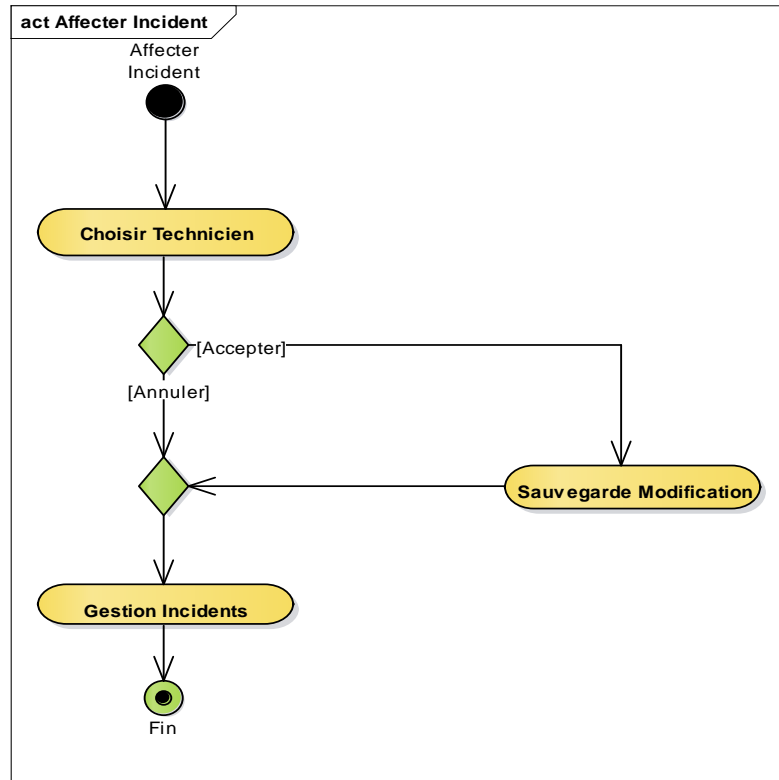 act Affecter Incident
Affecter
Incident
Choisir Technicien
[Accepter]
[Annuler]
Sauvegarde Modification
Gestion Incidents
Fin